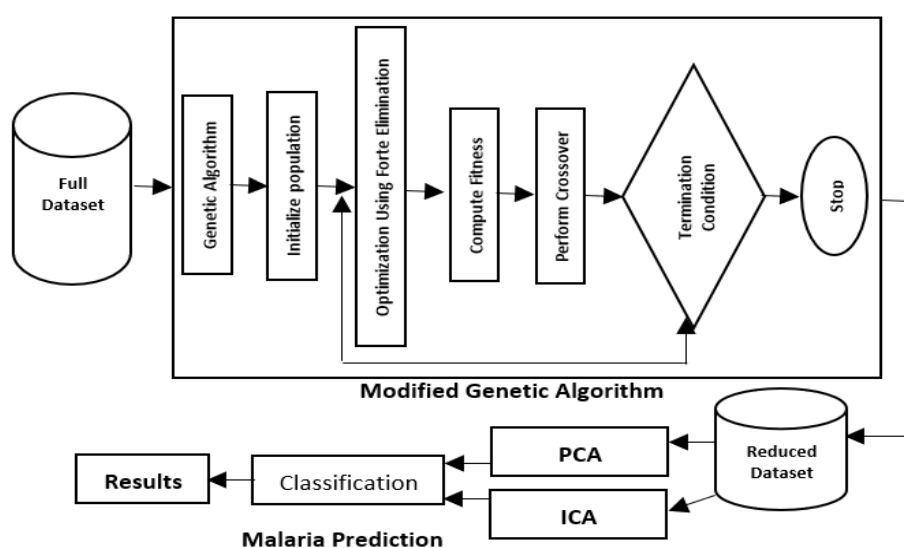 Full
Dataset
Genetic Algorithm
Initialize population
Optimization Using Forte Elimination
Compute Fitness
Perform Crossover
Termination
Condition
Stop
Modified Genetic Algorithm
Reduced
Dataset
PCA
ICA
Classification
Results
Malaria Prediction